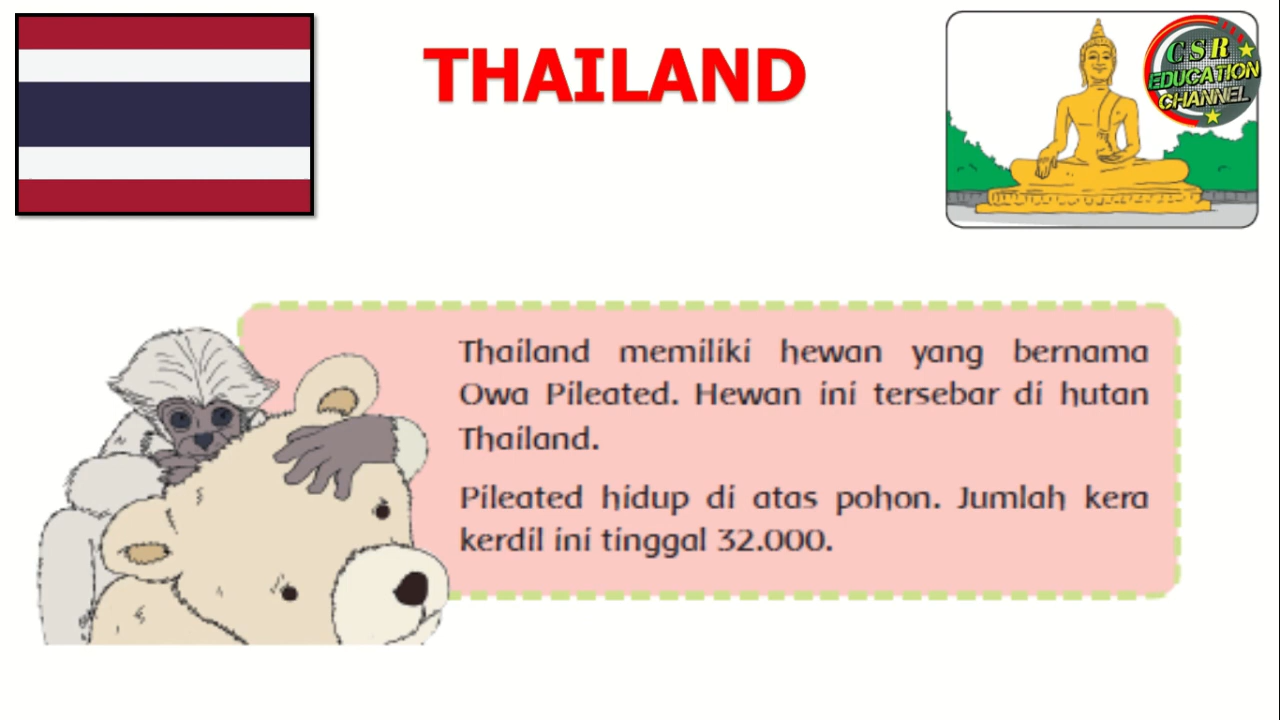 THAILAND
CSR
EDUCATION
CHANNEL
Thailand memiliki hewan yang bernama
Owa Pileated. Hewan ini tersebar di hutan
Thailand.
Pileated hidup di atas pohon. Jumlah kera
kerdil ini tinggal 32.000.